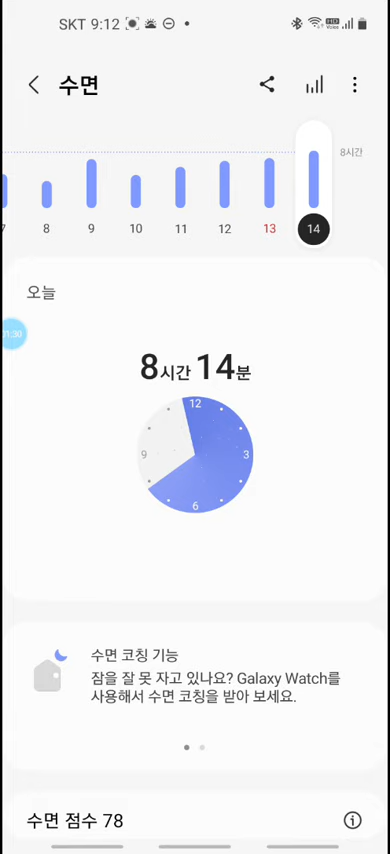 SKT 9:12
수면
8시간
7 8 9 10 11 12 13 14
오늘
01:30
8시간 14분
12
9 3
6
수면 코칭 기능
잠을 잘 못 자고 있나요? Galaxy Watch를
사용해서 수면 코칭을 받아 보세요.
수면 점수 78